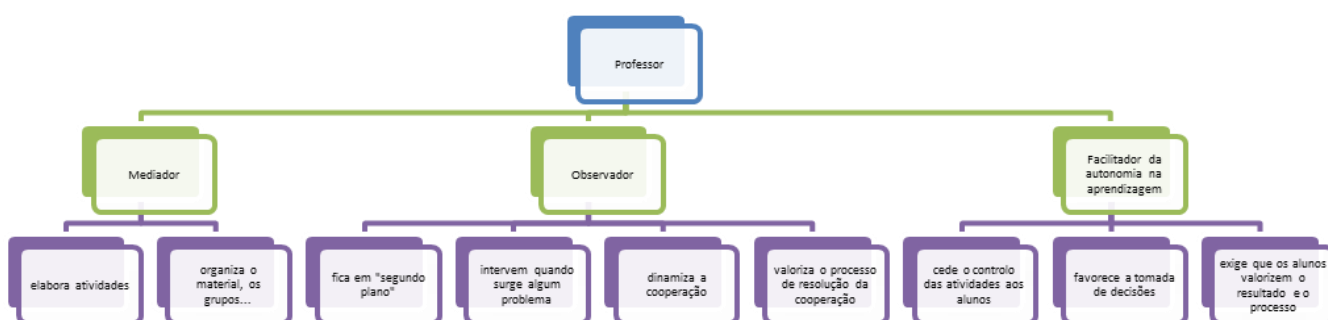 Professor
Mediador
Observador
Facilitador da
autonomia na
aprendizagem
elabora atividades
organiza o
material, os
grupos...
fica em "segundo
plano"
intervem quando
surge algum
problema
dinamiza a
cooperação
valoriza o processo
de resolução da
cooperação
cede o controlo
das atividades aos
alunos
favorece a tomada
de decisões
exige que os alunos
valorizem o
resultado e o
processo